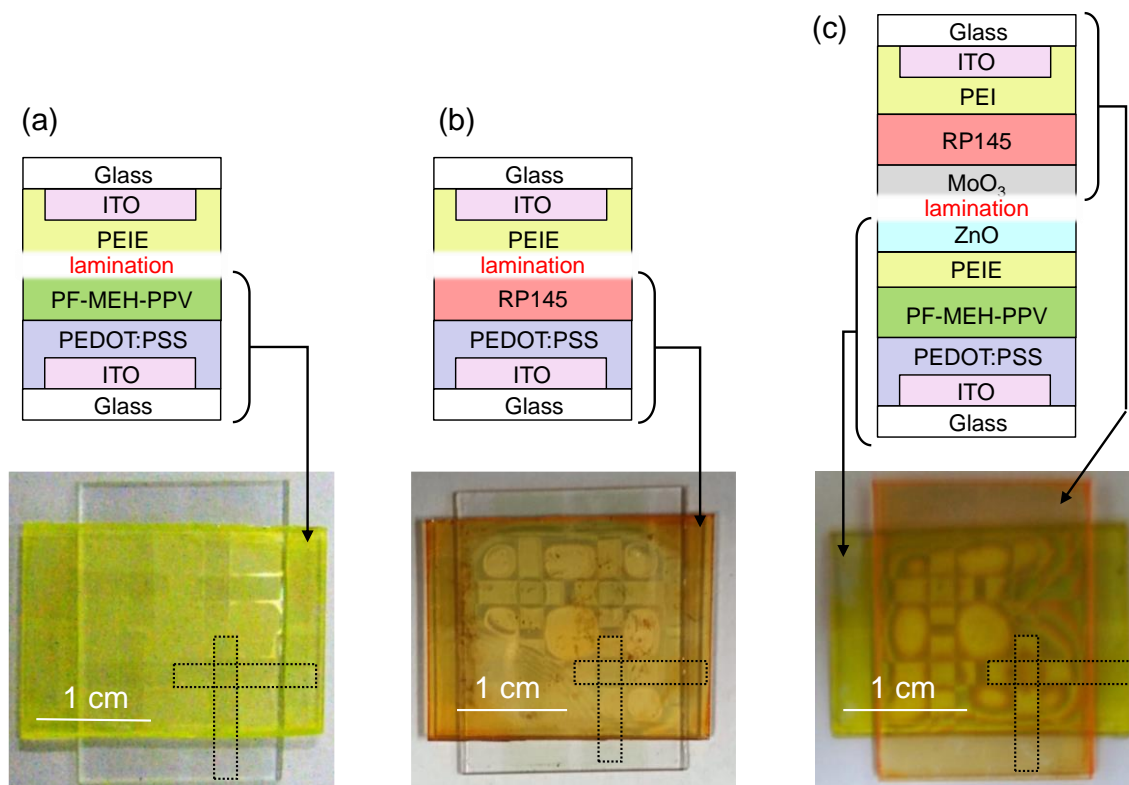 (a)
Glass
ITO
PEIE
lamination
PF-MEH-PPV
PEDOT:PSS
ITO
Glass
1 cm
(b)
Glass
ITO
PEIE
lamination
RP145
PEDOT:PSS
ITO
Glass
1 cm
(c)
Glass
ITO
PEI
RP145
MoO₃
lamination
ZnO
PEIE
PF-MEH-PPV
PEDOT:PSS
ITO
Glass
1 cm